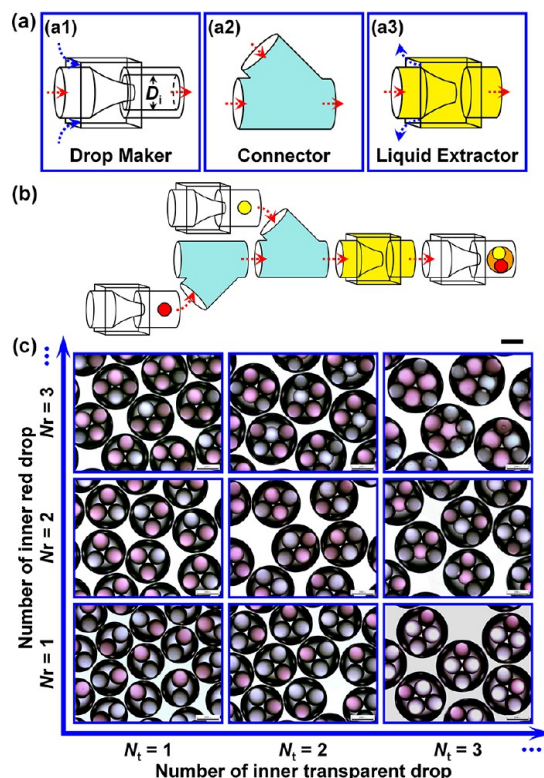 (a)
(a1)
(a2)
(a3)
Di
Drop Maker
Connector
Liquid Extractor
(b)
(c)
Number of inner red drop
Nr = 3
Nr = 2
Nr = 1
Nt = 1
Nt = 2
Nt = 3
Number of inner transparent drop